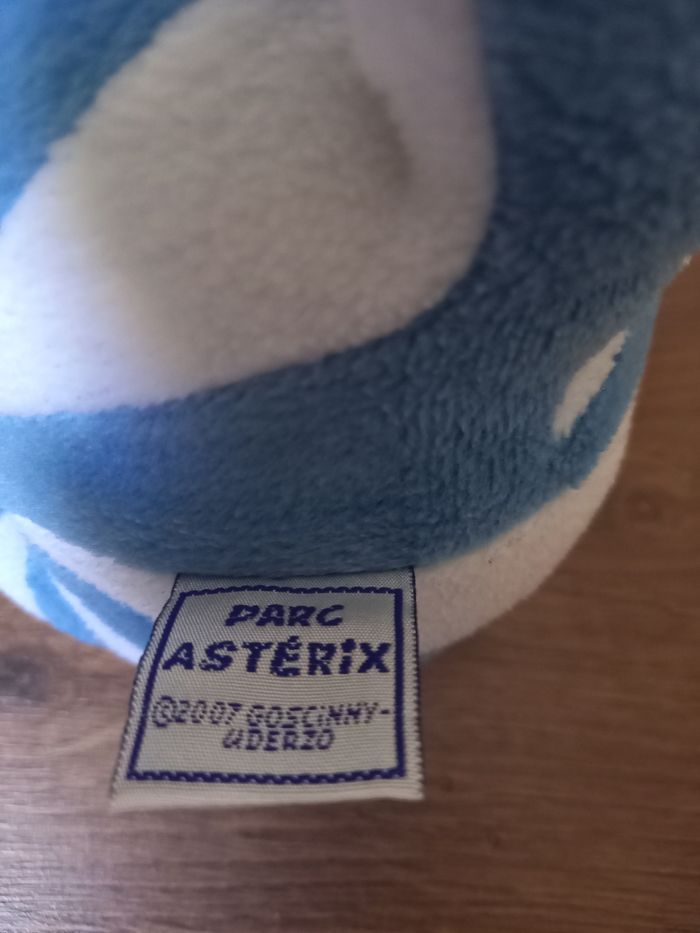 PARC
ASTÉRiX
©2007 GOSCiNNY-
UDERZO